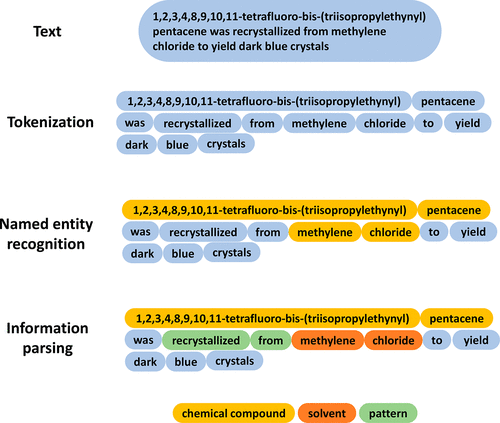 Text
1,2,3,4,8,9,10,11-tetrafluoro-bis-(triisopropylethynyl)
pentacene was recrystallized from methylene
chloride to yield dark blue crystals
Tokenization
1,2,3,4,8,9,10,11-tetrafluoro-bis-(triisopropylethynyl) pentacene
was recrystallized from methylene chloride to yield
dark blue crystals
Named entity
recognition
1,2,3,4,8,9,10,11-tetrafluoro-bis-(triisopropylethynyl) pentacene
was recrystallized from methylene chloride to yield
dark blue crystals
Information
parsing
1,2,3,4,8,9,10,11-tetrafluoro-bis-(triisopropylethynyl) pentacene
was recrystallized from methylene chloride to yield
dark blue crystals
chemical compound solvent pattern